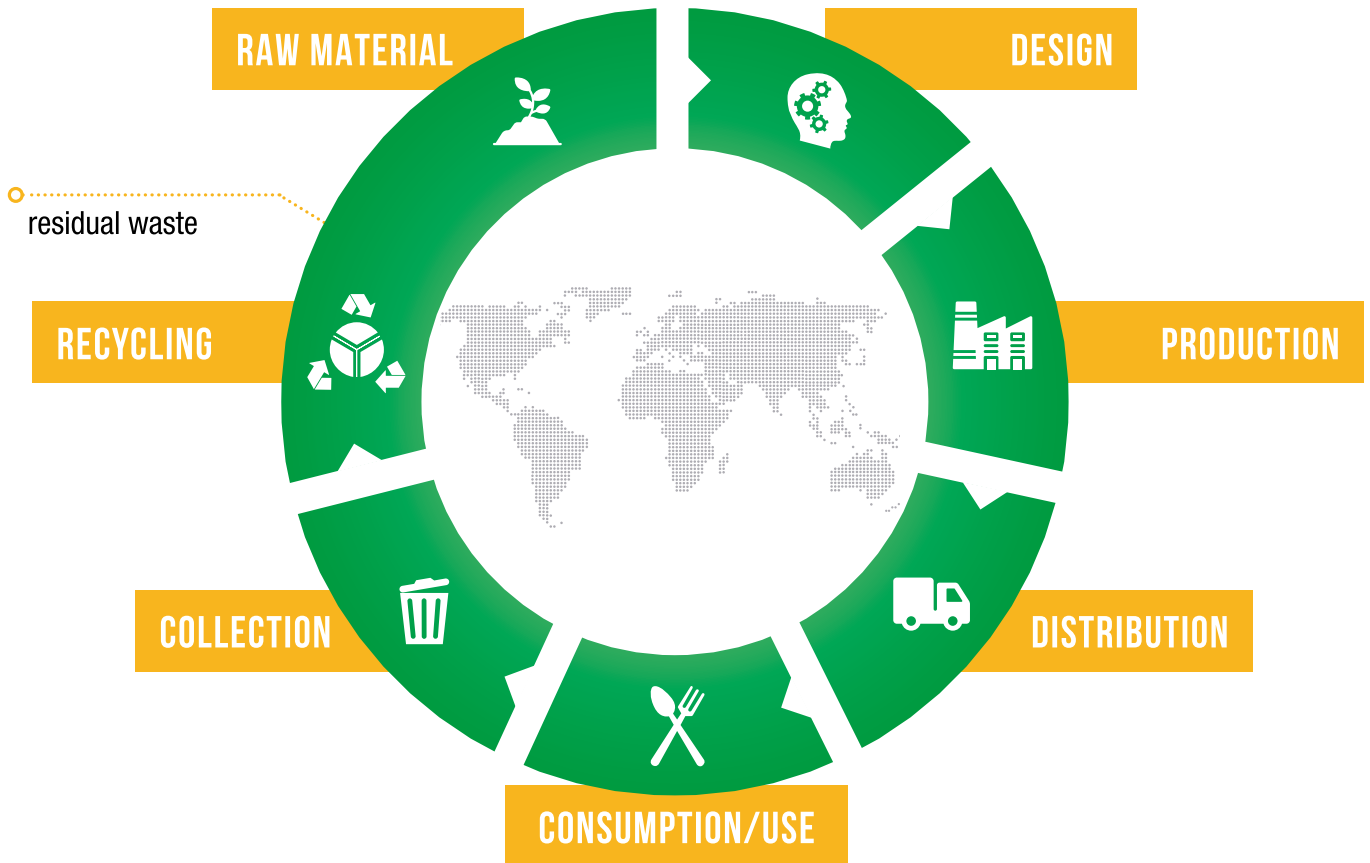 RAW MATERIAL
DESIGN
residual waste
RECYCLING
PRODUCTION
COLLECTION
DISTRIBUTION
CONSUMPTION/USE